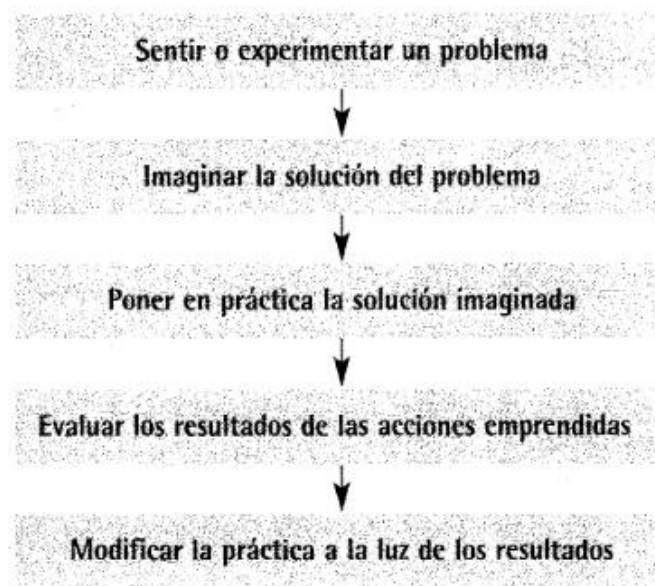 Sentir o experimentar un problema
Imaginar la solución del problema
Poner en práctica la solución imaginada
Evaluar los resultados de las acciones emprendidas
Modificar la práctica a la luz de los resultados